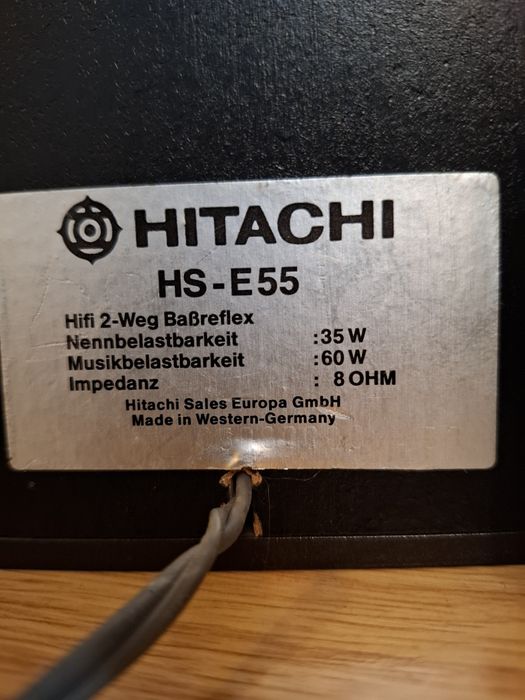 HITACHI
HS-E55
Hifi 2-Weg Baßreflex
Nennbelastbarkeit :35 W
Musikbelastbarkeit :60 W
Impedanz : 8 OHM
Hitachi Sales Europa GmbH
Made in Western-Germany